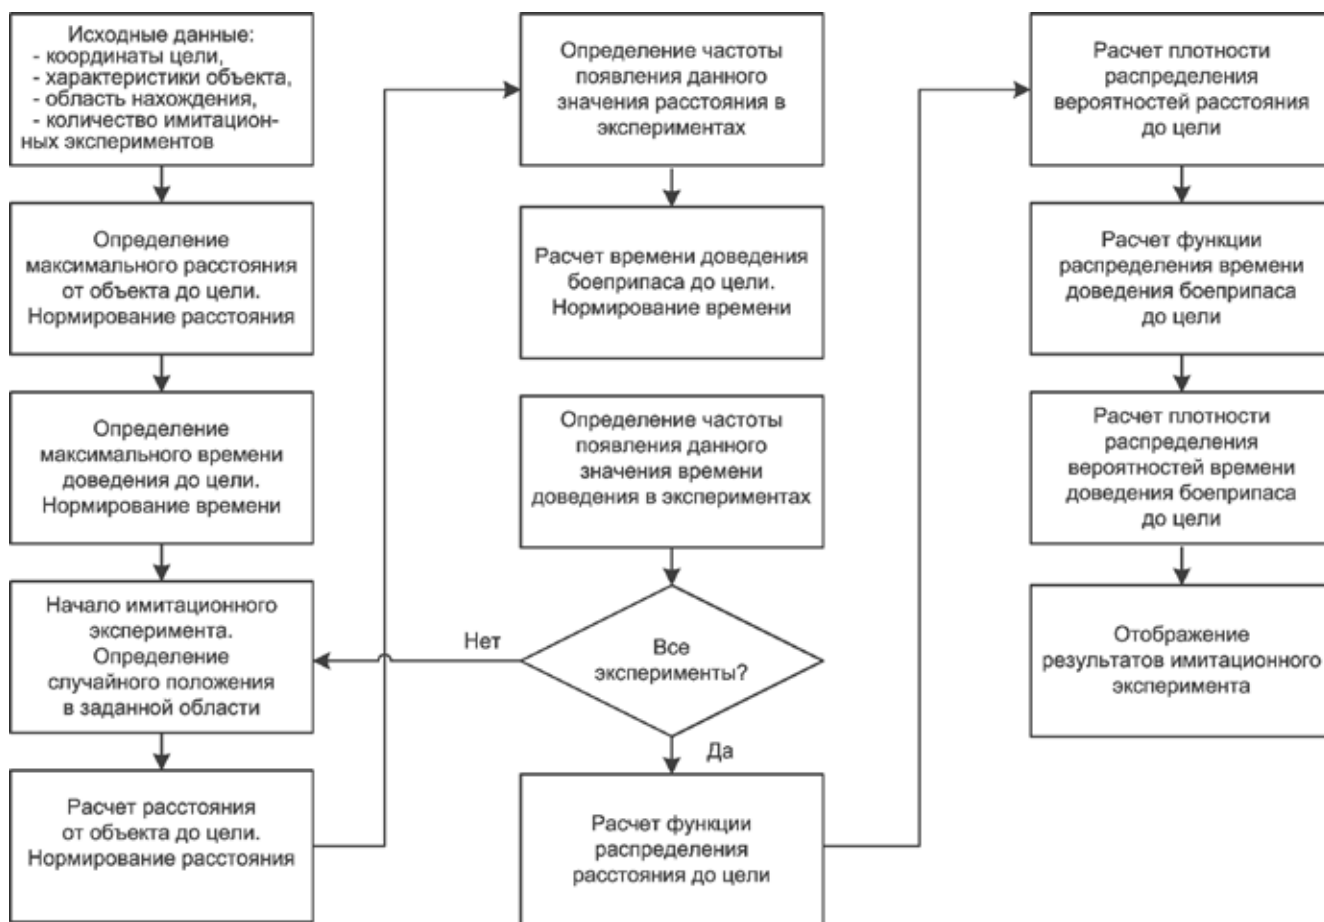 Исходные данные:
- координаты цели,
- характеристики объекта,
- область нахождения,
- количество имитацион-
ных экспериментов
Определение
максимального расстояния
от объекта до цели.
Нормирование расстояния
Определение
максимального времени
доведения до цели.
Нормирование времени
Начало имитационного
эксперимента.
Определение
случайного положения
в заданной области
Расчет расстояния
от объекта до цели.
Нормирование расстояния
Определение частоты
появления данного
значения расстояния в
экспериментах
Расчет времени доведения
боеприпаса до цели.
Нормирование времени
Определение частоты
появления данного
значения времени
доведения в экспериментах
Все
эксперименты?
Нет
Да
Расчет функции
распределения
расстояния до цели
Расчет плотности
распределения
вероятностей расстояния
до цели
Расчет функции
распределения времени
доведения боеприпаса
до цели
Расчет плотности
распределения
вероятностей времени
доведения боеприпаса
до цели
Отображение
результатов имитационного
эксперимента